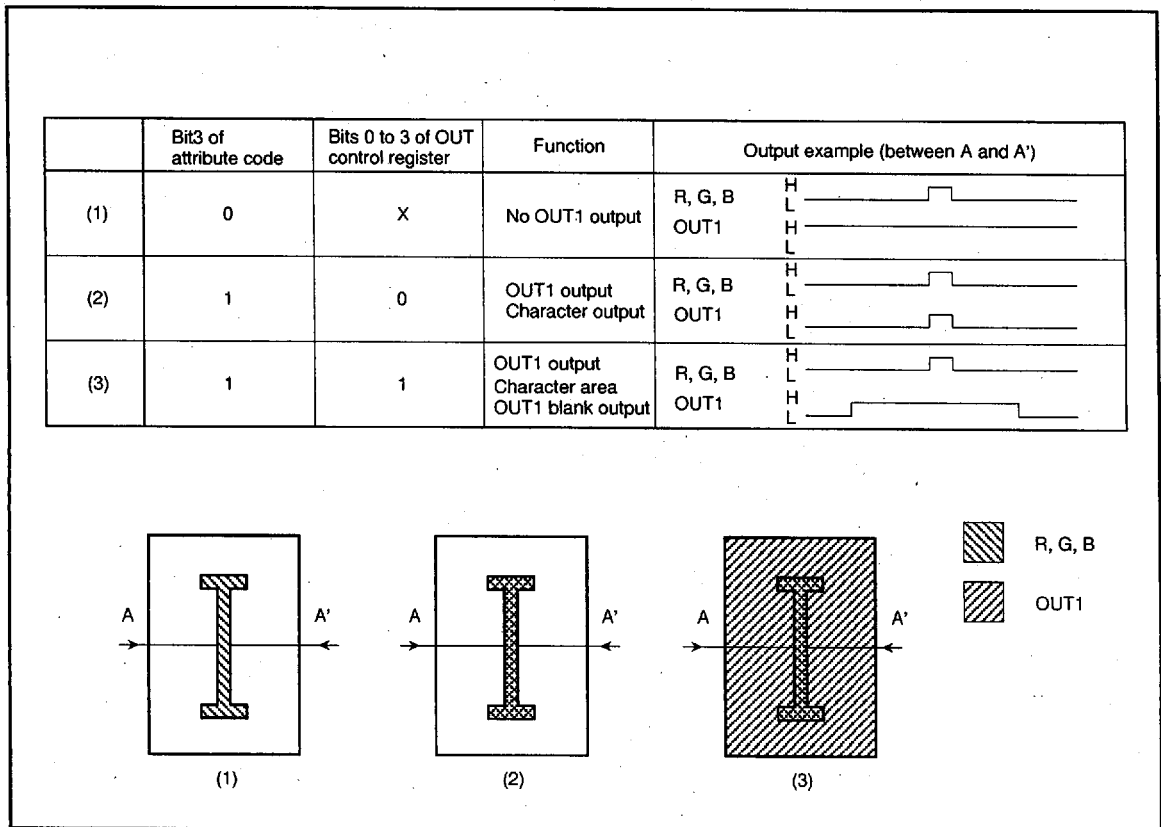 Bit3 of attribute code
Bits 0 to 3 of OUT control register
Function
Output example (between A and A')
(1)
0
X
No OUT1 output
R, G, B
H
L
OUT1
H
L
(2)
1
0
OUT1 output
Character output
R, G, B
H
L
OUT1
H
L
(3)
1
1
OUT1 output
Character area
OUT1 blank output
R, G, B
H
L
OUT1
H
L
A
A'
(1)
A
A'
(2)
A
A'
(3)
R, G, B
OUT1